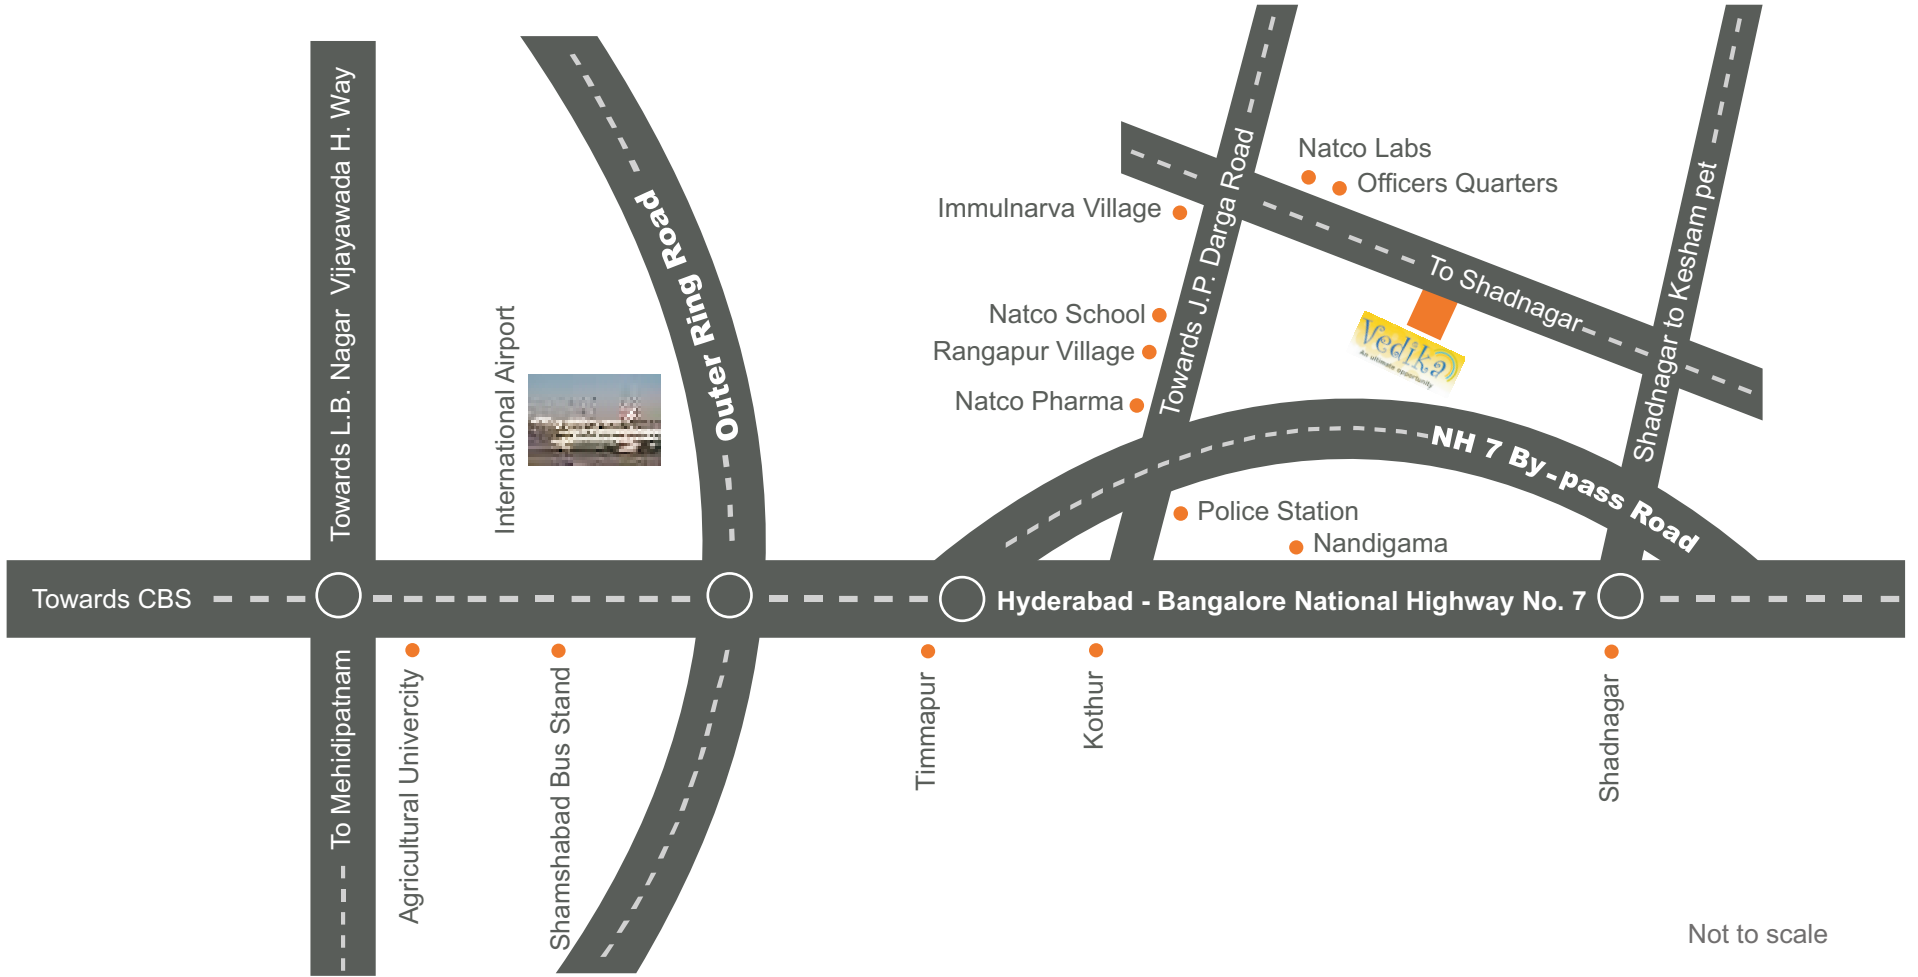 Towards L.B. Nagar  Vijayawada H. Way
International Airport
Outer Ring Road
Natco Labs
Officers Quarters
Immulnarva Village
Towards J.P. Darga Road
To Shadnagar
Shadnagar to Kesham pet
Natco School
Rangapur Village
Natco Pharma
Vedika
An ultimate opportunity
NH 7 By-pass Road
Police Station
Nandigama
Towards CBS
Hyderabad - Bangalore National Highway No. 7
To Mehidipatnam
Agricultural Univercity
Shamshabad Bus Stand
Timmapur
Kothur
Shadnagar
Not to scale